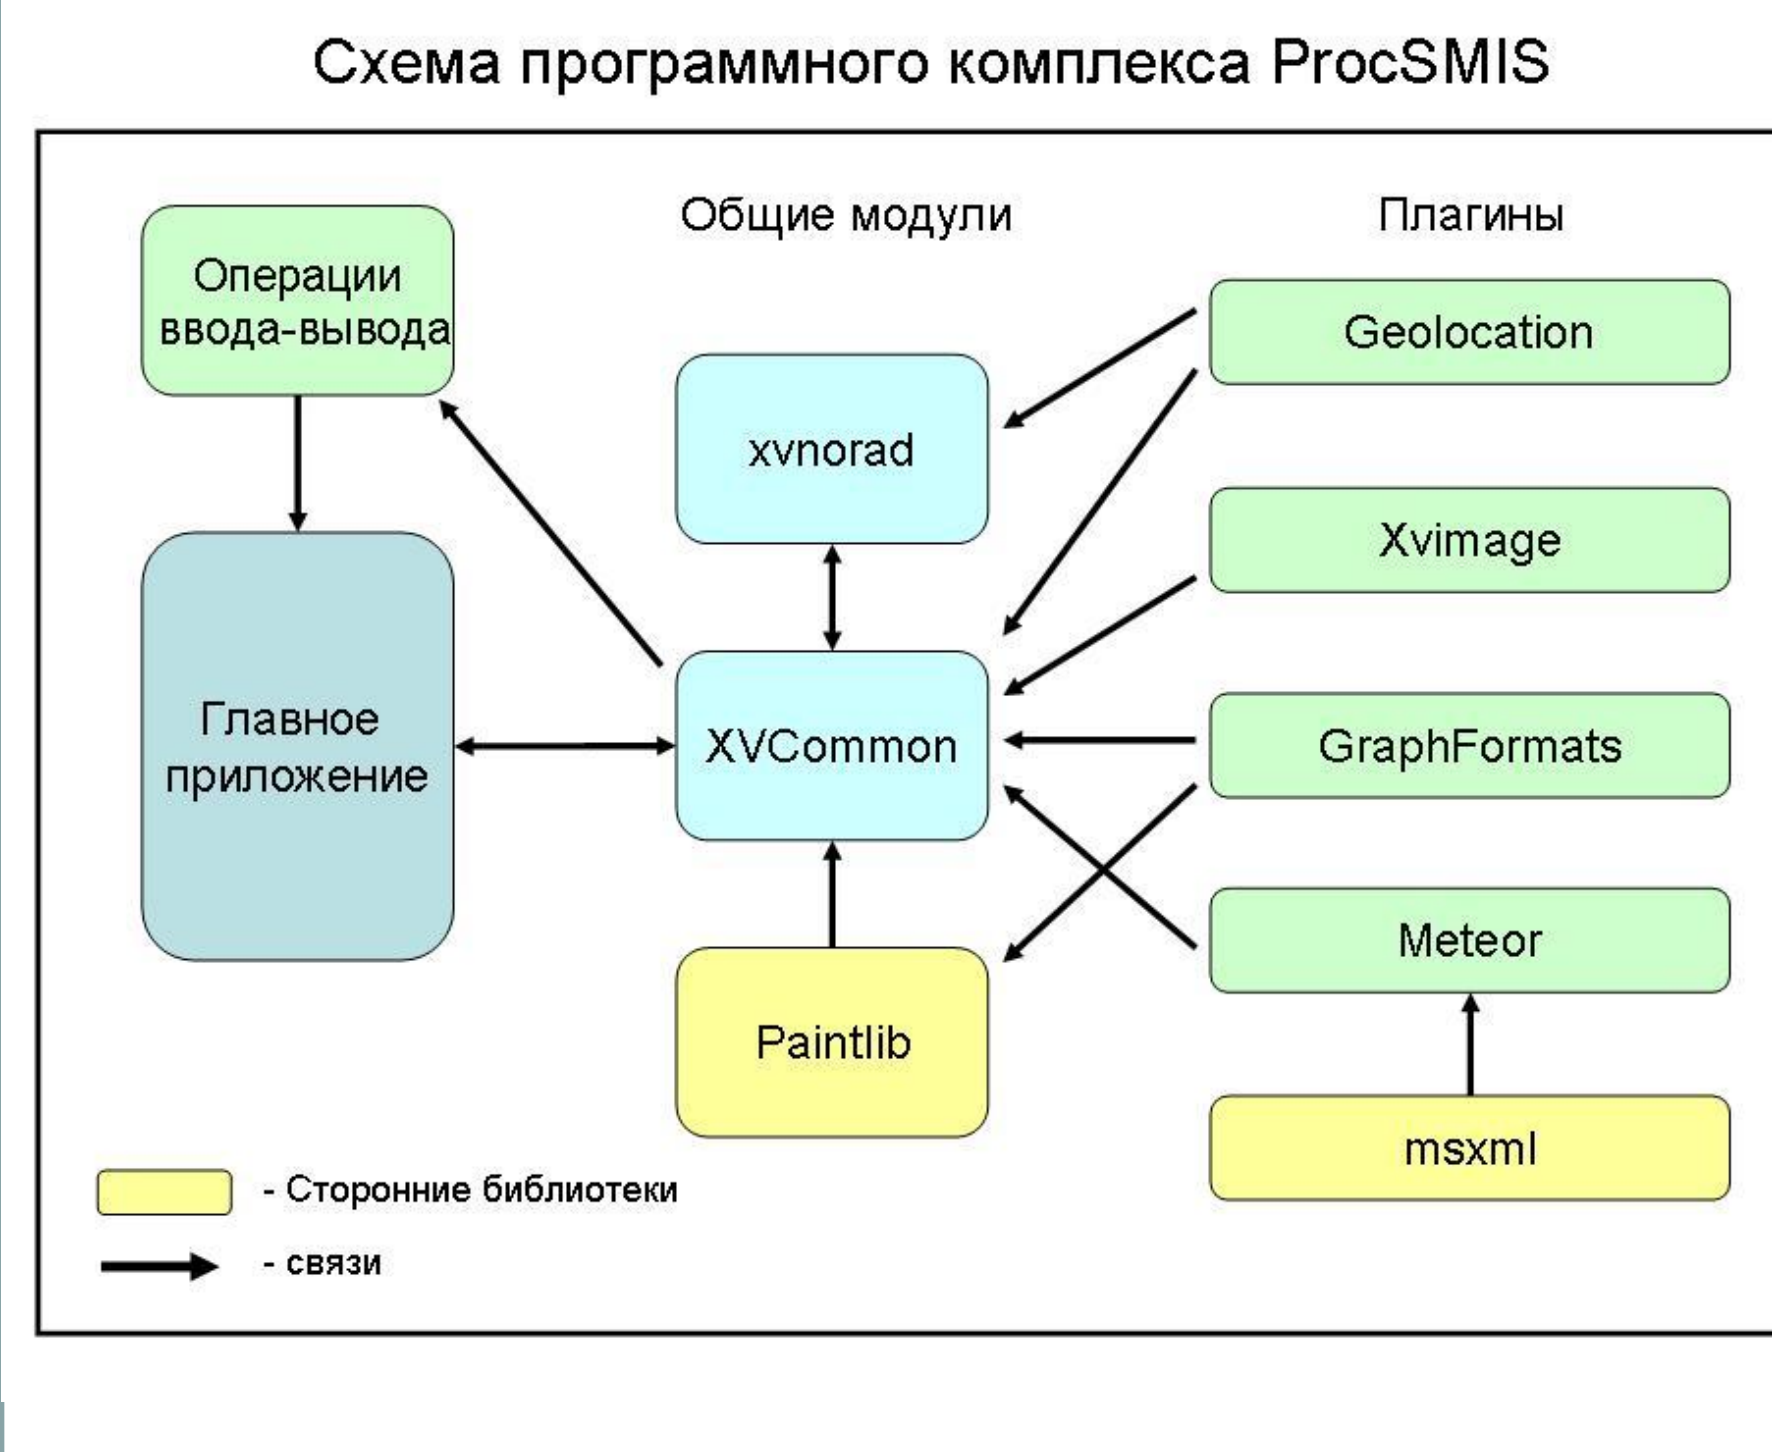 Схема программного комплекса ProcSMIS
Общие модули
Плагины
Операции
ввода-вывода
Geolocation
xvnorad
Xvimage
Главное
приложение
XVCommon
GraphFormats
Meteor
Paintlib
msxml
- Сторонние библиотеки
- связи